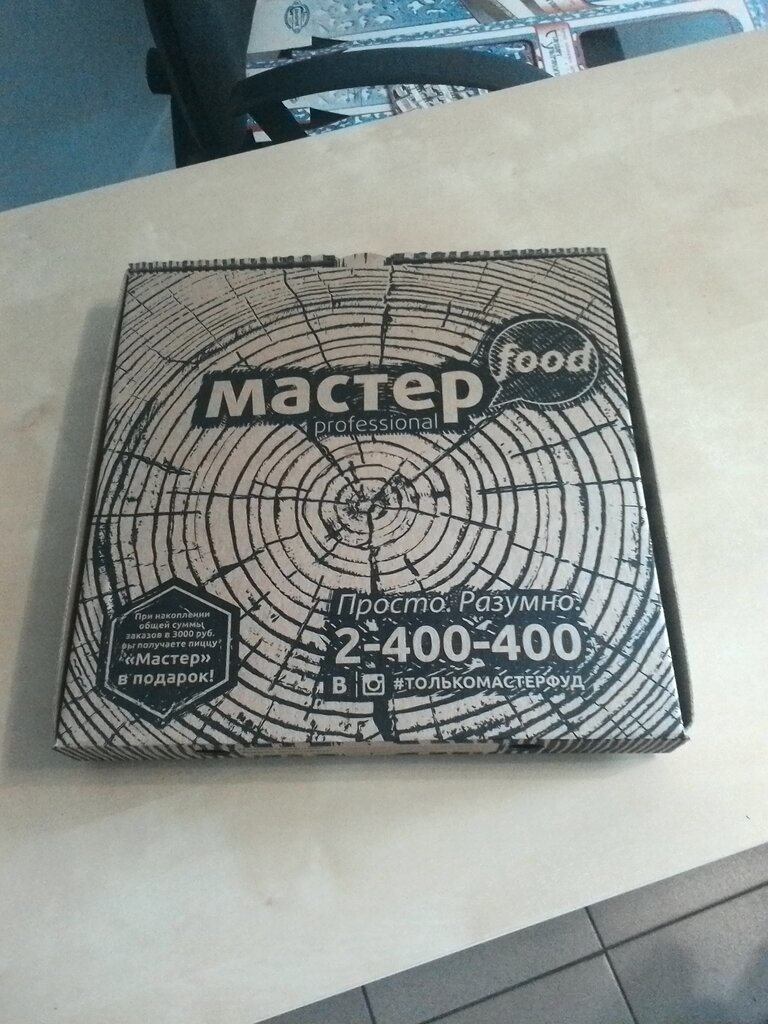 food
мастер
professional
Просто. Разумно.
2-400-400
В #ТОЛЬКОМАСТЕРФУД
При накоплении
общей суммы
заказов в 3000 руб.
вы получаете пиццу
«Мастер»
в подарок!